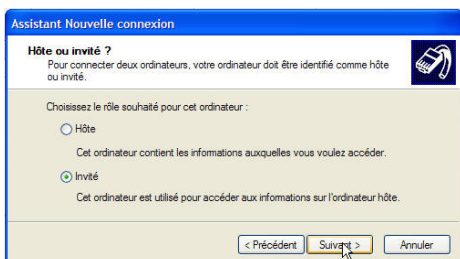 Assistant Nouvelle connexion
Hôte ou invité ?
Pour connecter deux ordinateurs, votre ordinateur doit être identifié comme hôte
ou invité.
Choisissez le rôle souhaité pour cet ordinateur :
Hôte
Cet ordinateur contient les informations auxquelles vous voulez accéder.
Invité
Cet ordinateur est utilisé pour accéder aux informations sur l'ordinateur hôte.
< Précédent Suivant > Annuler